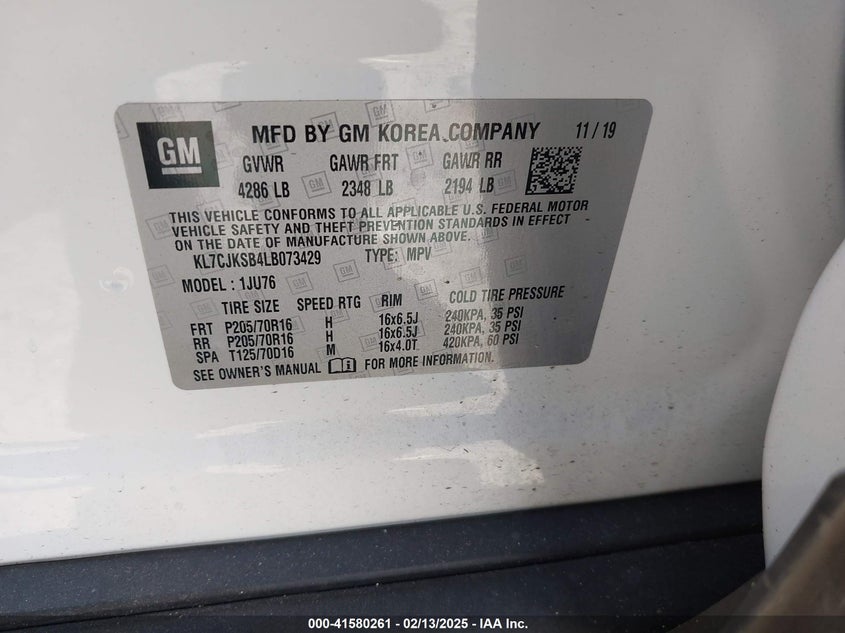 GM
MFD BY GM KOREA COMPANY 11 / 19
GVWR GAWR FRT GAWR RR
4286 LB 2348 LB 2194 LB
THIS VEHICLE CONFORMS TO ALL APPLICABLE U.S. FEDERAL MOTOR
VEHICLE SAFETY AND THEFT PREVENTION STANDARDS IN EFFECT
ON THE DATE OF MANUFACTURE SHOWN ABOVE.
KL7CJKSB4LB073429 TYPE: MPV
MODEL : 1JU76
TIRE SIZE SPEED RTG RIM COLD TIRE PRESSURE
FRT P205/70R16 H 16x6.5J 240KPA, 35 PSI
RR P205/70R16 H 16x6.5J 240KPA, 35 PSI
SPA T125/70D16 M 16x4.0T 420KPA, 60 PSI
SEE OWNER'S MANUAL FOR MORE INFORMATION.
000-41580261 - 02/13/2025 - IAA Inc.